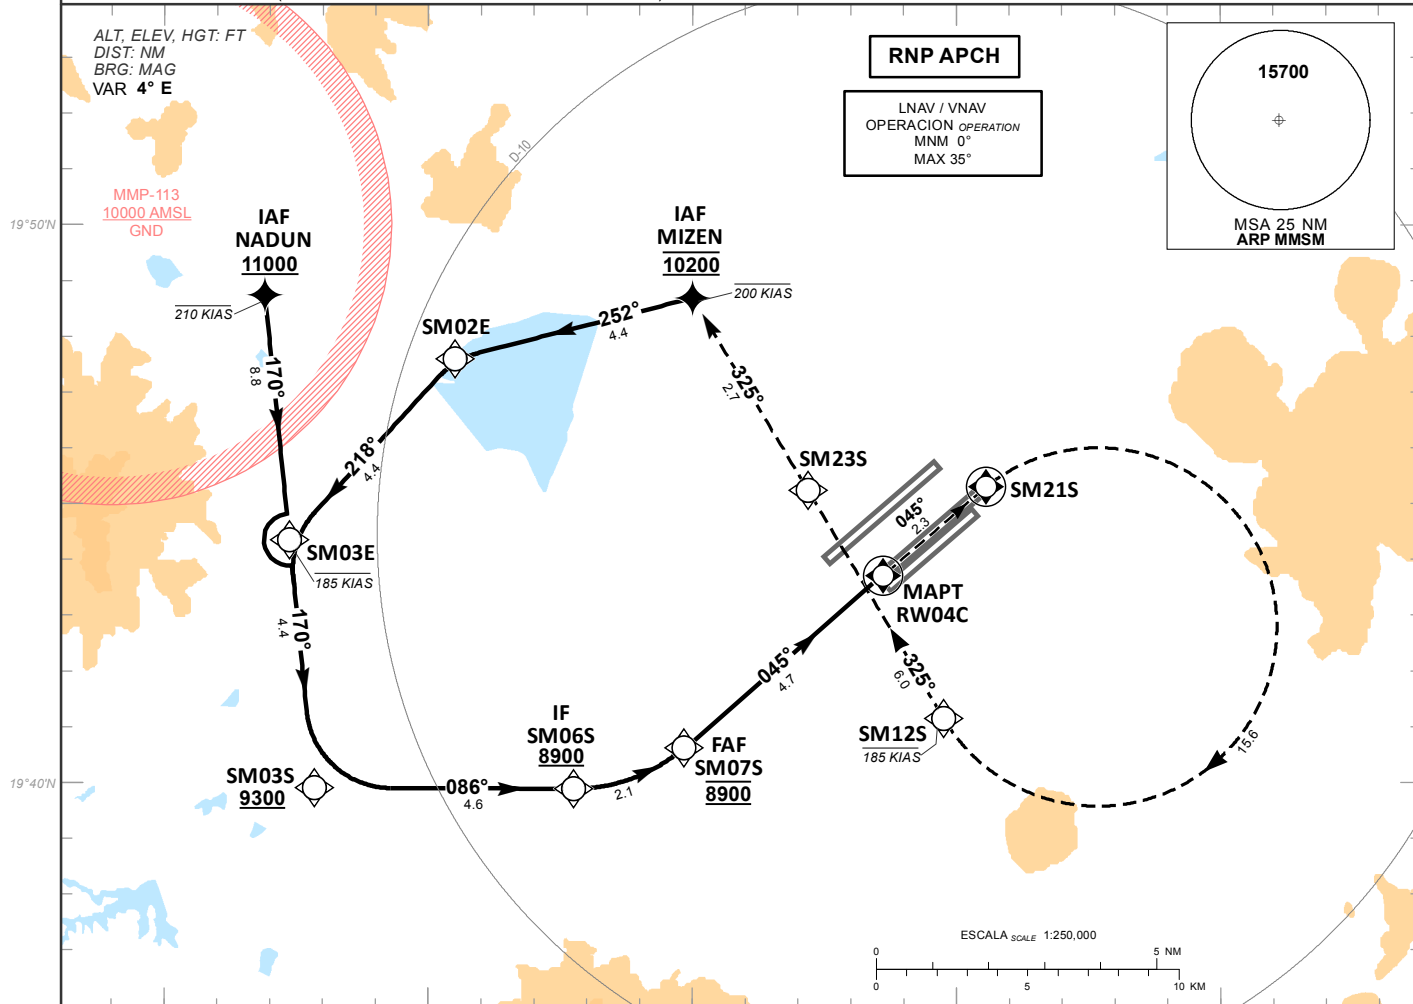 ALT, ELEV, HGT: FT
DIST: NM
BRG: MAG
VAR 4° E
RNP APCH
LNAV / VNAV
OPERACION OPERATION
MNM 0°
MAX 35°
15700
MSA 25 NM
ARP MMSM
D-10
MMP-113
10000 AMSL
GND
19°50'N
IAF
NADUN
11000
210 KIAS
IAF
MIZEN
10200
200 KIAS
252°
4.4
SM02E
170°
8.8
325°
2.7
218°
4.4
SM23S
SM21S
045°
2.3
SM03E
185 KIAS
MAPT
RW04C
170°
4.4
045°
4.7
325°
6.0
IF
SM06S
8900
SM12S
185 KIAS
15.6
FAF
SM07S
8900
SM03S
9300
19°40'N
086°
4.6
2.1
ESCALA SCALE 1:250,000
0 5 NM
0 5 10 KM